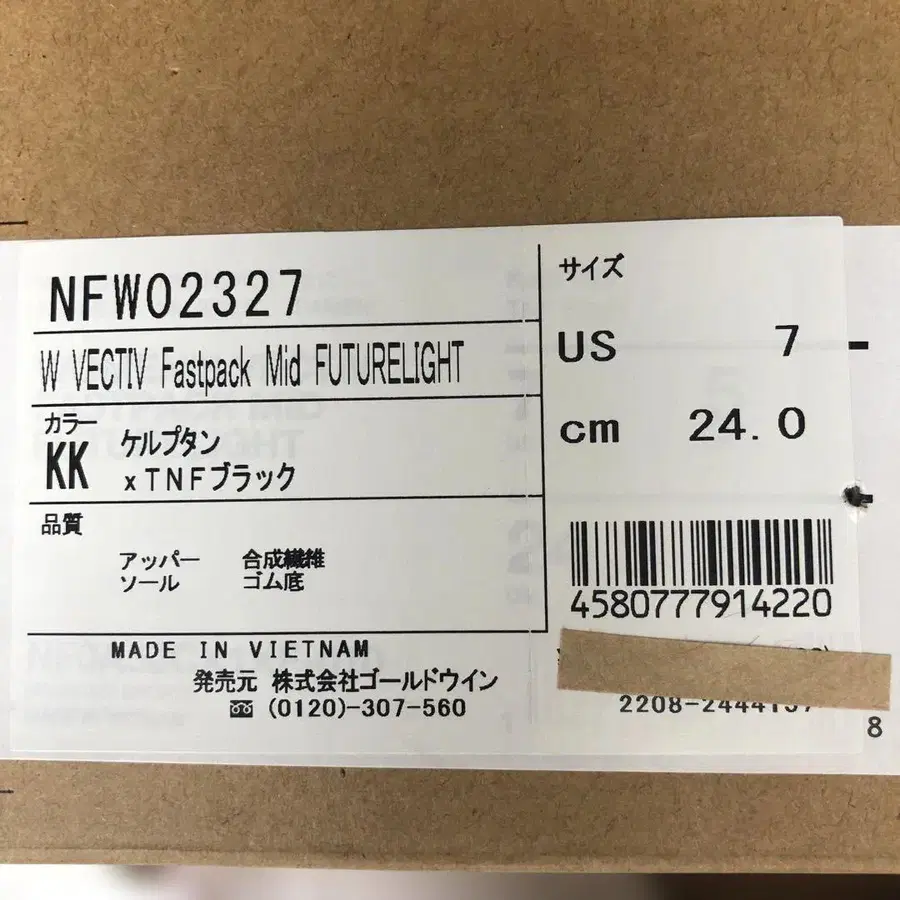 NFW02327
W VECTIV Fastpack Mid FUTURELIGHT
カラー
KK
ケルプタン
xTNFブラック
品質
アッパー 合成繊維
ソール ゴム底
MADE IN VIETNAM
発売元 株式会社ゴールドウイン
(0120)-307-560
サイズ
US 7
cm 24.0
4580777914220
8